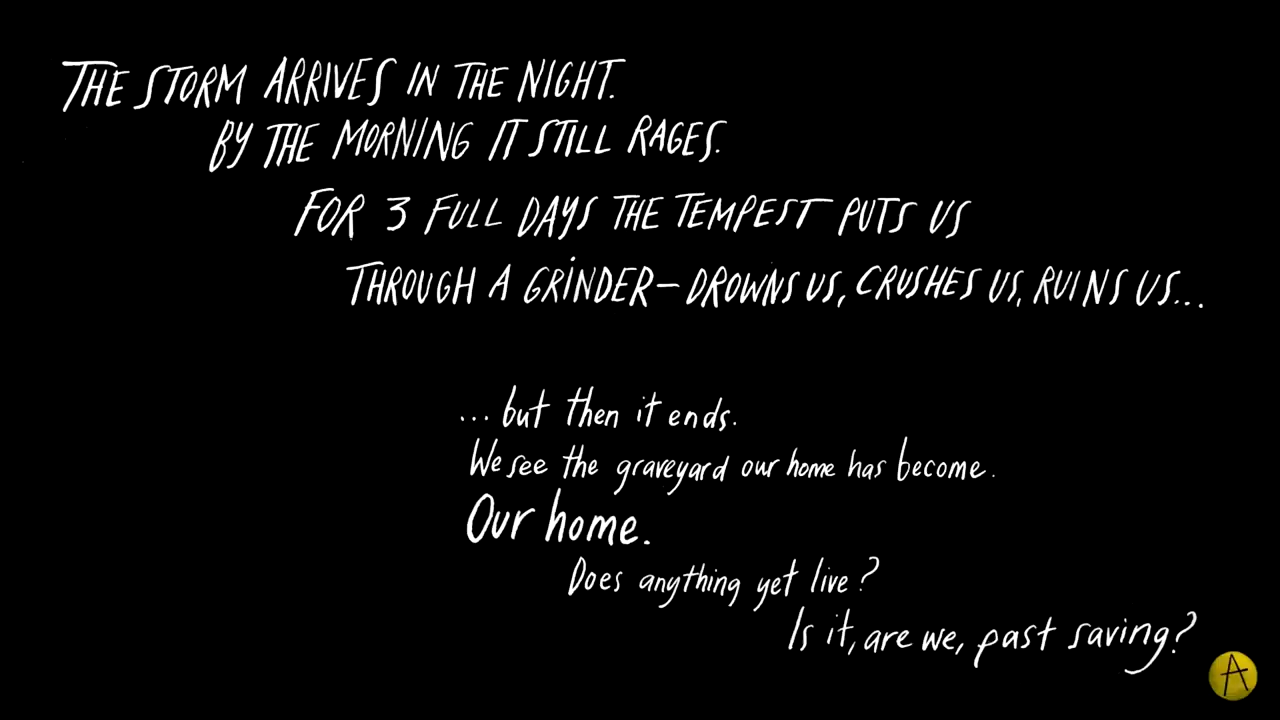 THE STORM ARRIVES IN THE NIGHT.
BY THE MORNING IT STILL RAGES.
FOR 3 FULL DAYS THE TEMPEST PUTS US
THROUGH A GRINDER—DROWNS US, CRUSHES US, RUINS US...
...but then it ends.
We see the graveyard our home has become.
Our home.
Does anything yet live?
Is it, are we, past saving?
A